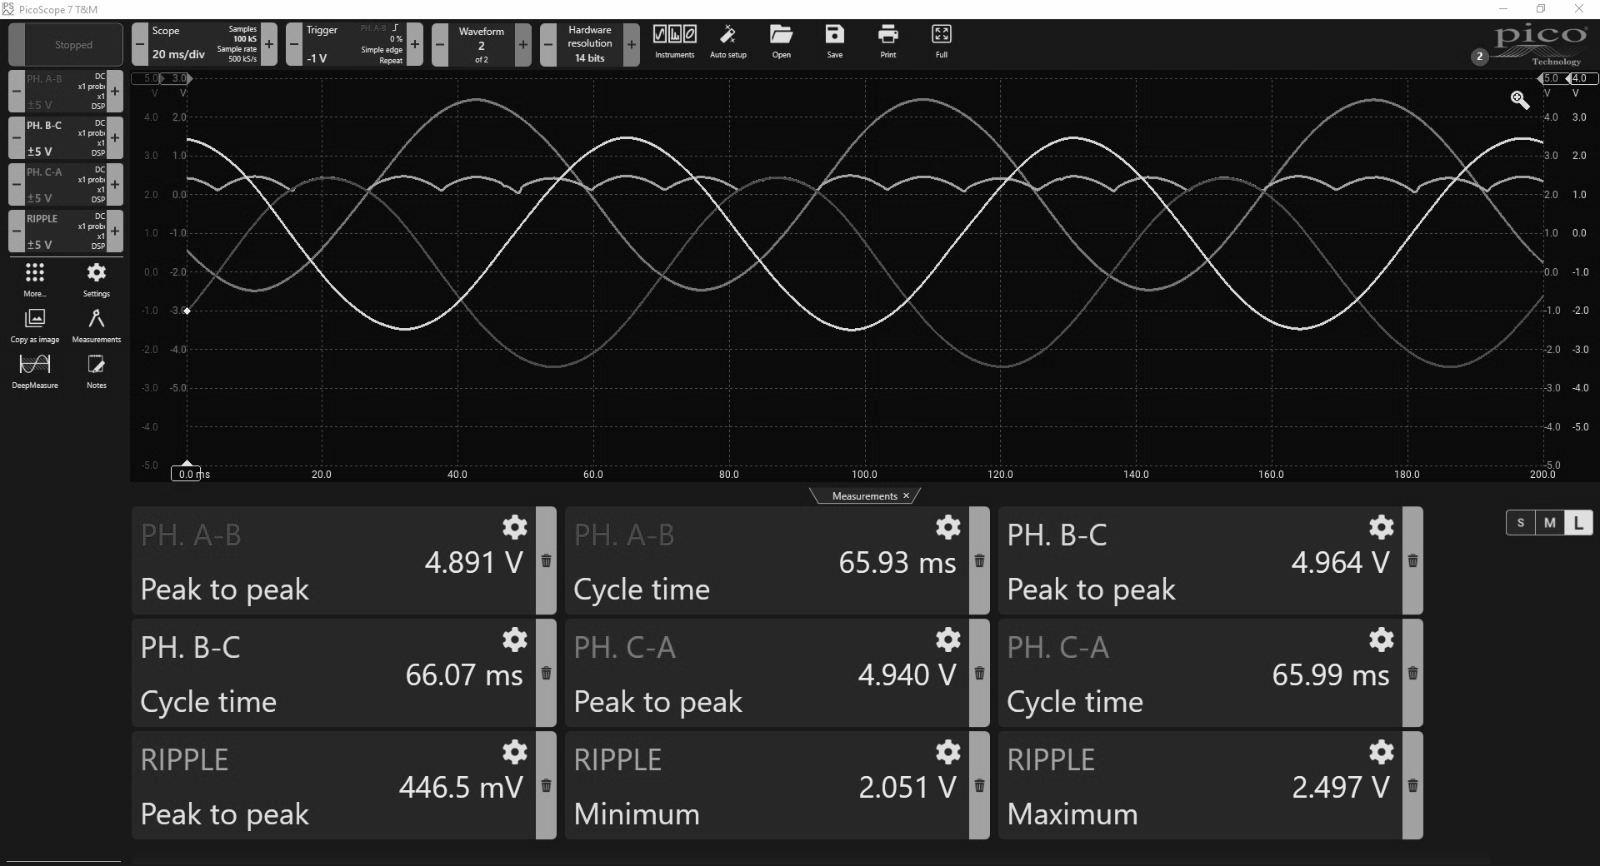 PicoScope 7 T&M
Stopped
Scope
20 ms/div
Samples
100 kS
Sample rate
500 kS/s
Trigger
-1 V
PH. A-B
0 %
Simple edge
Repeat
Waveform
2
of 2
Hardware
resolution
14 bits
Instruments
Auto setup
Open
Save
Print
Full
2
pico
Technology
PH. A-B
±5 V
DC
x1 probe
x1
DSP
PH. B-C
±5 V
DC
x1 probe
x1
DSP
PH. C-A
±5 V
DC
x1 probe
x1
DSP
RIPPLE
±5 V
DC
x1 probe
x1
DSP
More...
Settings
Copy as image
Measurements
DeepMeasure
Notes
5.0 3.0 5.0 4.0
V V V V
4.0 2.0 4.0 3.0
3.0 1.0 3.0 2.0
2.0 0.0 2.0 1.0
1.0 -1.0 1.0 0.0
0.0 -2.0 0.0 -1.0
-1.0 -3.0 -1.0 -2.0
-2.0 -4.0 -2.0 -3.0
-3.0 -5.0 -3.0 -4.0
-4.0 -4.0 -5.0
-5.0 -5.0
0.0 ms 20.0 40.0 60.0 80.0 100.0 120.0 140.0 160.0 180.0 200.0
Measurements ×
S M L
PH. A-B
4.891 V
Peak to peak
PH. A-B
65.93 ms
Cycle time
PH. B-C
4.964 V
Peak to peak
PH. B-C
66.07 ms
Cycle time
PH. C-A
4.940 V
Peak to peak
PH. C-A
65.99 ms
Cycle time
RIPPLE
446.5 mV
Peak to peak
RIPPLE
2.051 V
Minimum
RIPPLE
2.497 V
Maximum